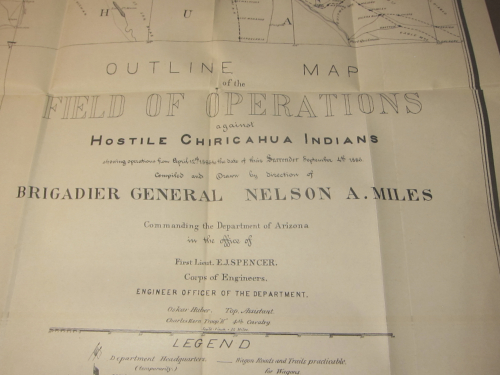 H U A
OUTLINE MAP
of the
FIELD OF OPERATIONS
against
HOSTILE CHIRICAHUA INDIANS
showing operations from April 12th 1886 to the date of their Surrender September 4th 1886.
Compiled and Drawn by direction of
BRIGADIER GENERAL NELSON A. MILES
Commanding the Department of Arizona
in the office of
First Lieut. E.J. SPENCER.
Corps of Engineers.
ENGINEER OFFICER OF THE DEPARTMENT.
Oskar Huber, Top. Assistant
4th Cavalry
LEGEND
Department Headquarters
(temporarily)
Wagon Roads and Trails practicable
for Wagons